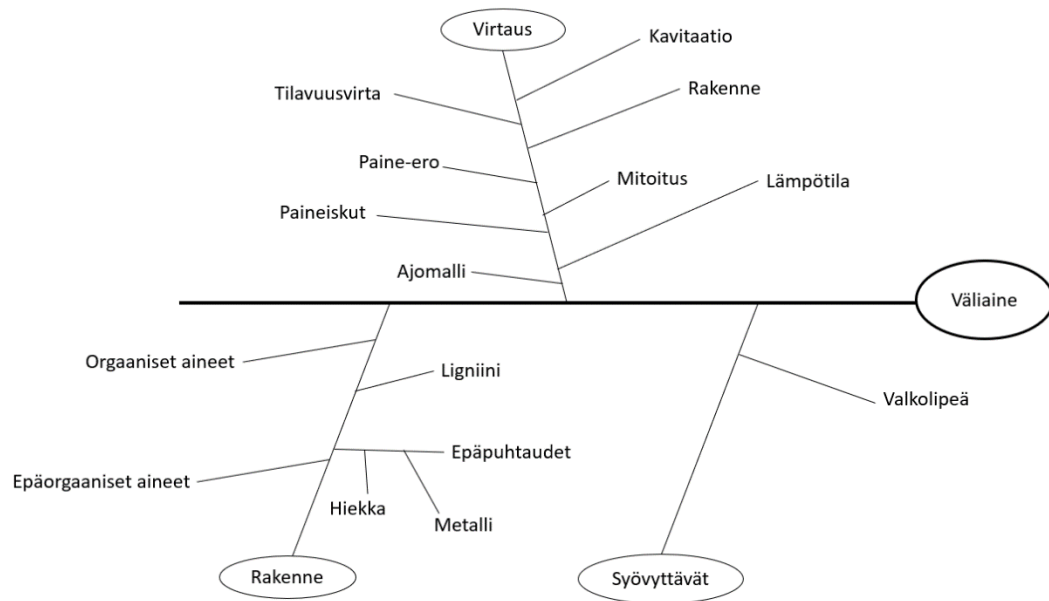 Virtaus
Kavitaatio
Tilavuusvirta
Rakenne
Paine-ero
Mitoitus
Lämpötila
Paineiskut
Ajomalli
Väliaine
Orgaaniset aineet
Ligniini
Valkolipeä
Epäpuhtaudet
Epäorgaaniset aineet
Hiekka
Metalli
Rakenne
Syövyttävät